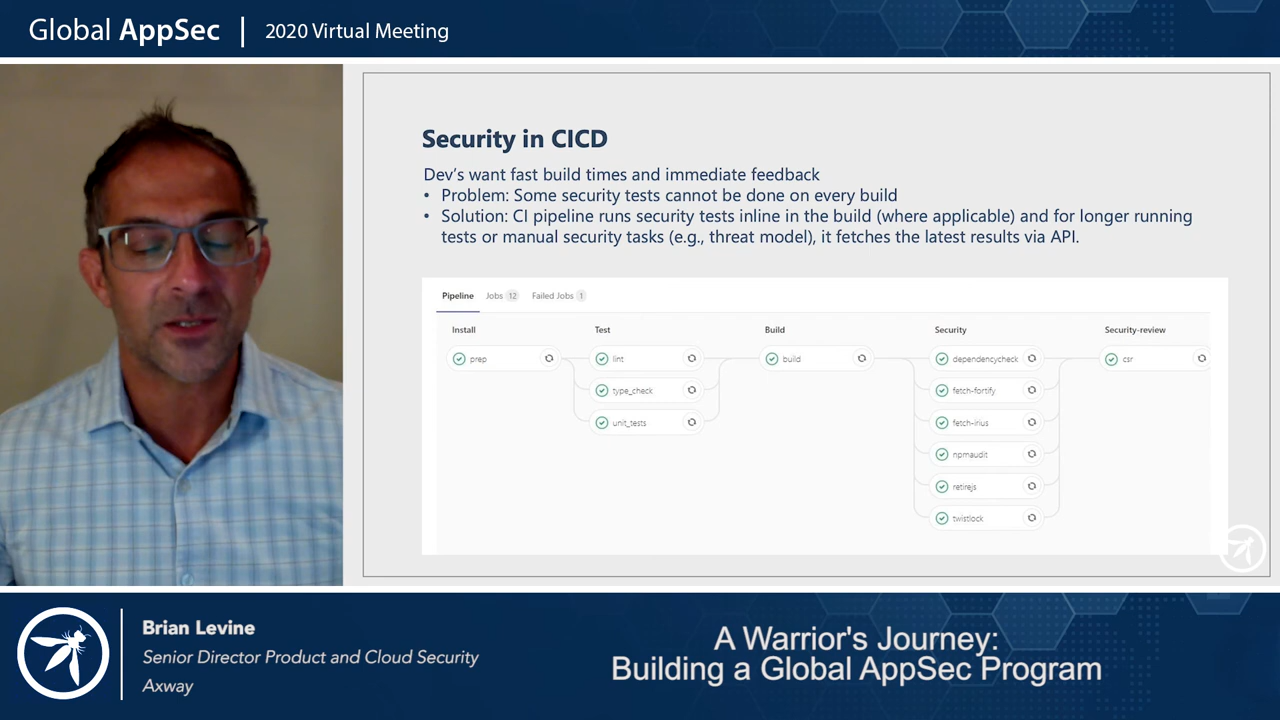 Global AppSec | 2020 Virtual Meeting
Security in CICD
Dev's want fast build times and immediate feedback
• Problem: Some security tests cannot be done on every build
• Solution: CI pipeline runs security tests inline in the build (where applicable) and for longer running
tests or manual security tasks (e.g., threat model), it fetches the latest results via API.
Pipeline Jobs 12 Failed Jobs 1
Install Test Build Security Security-review
prep lint build dependencycheck csr
type_check fetch-fortify
unit_tests fetch-irius
npmaudit
retirejs
twistlock
Brian Levine
Senior Director Product and Cloud Security
Axway
A Warrior's Journey:
Building a Global AppSec Program